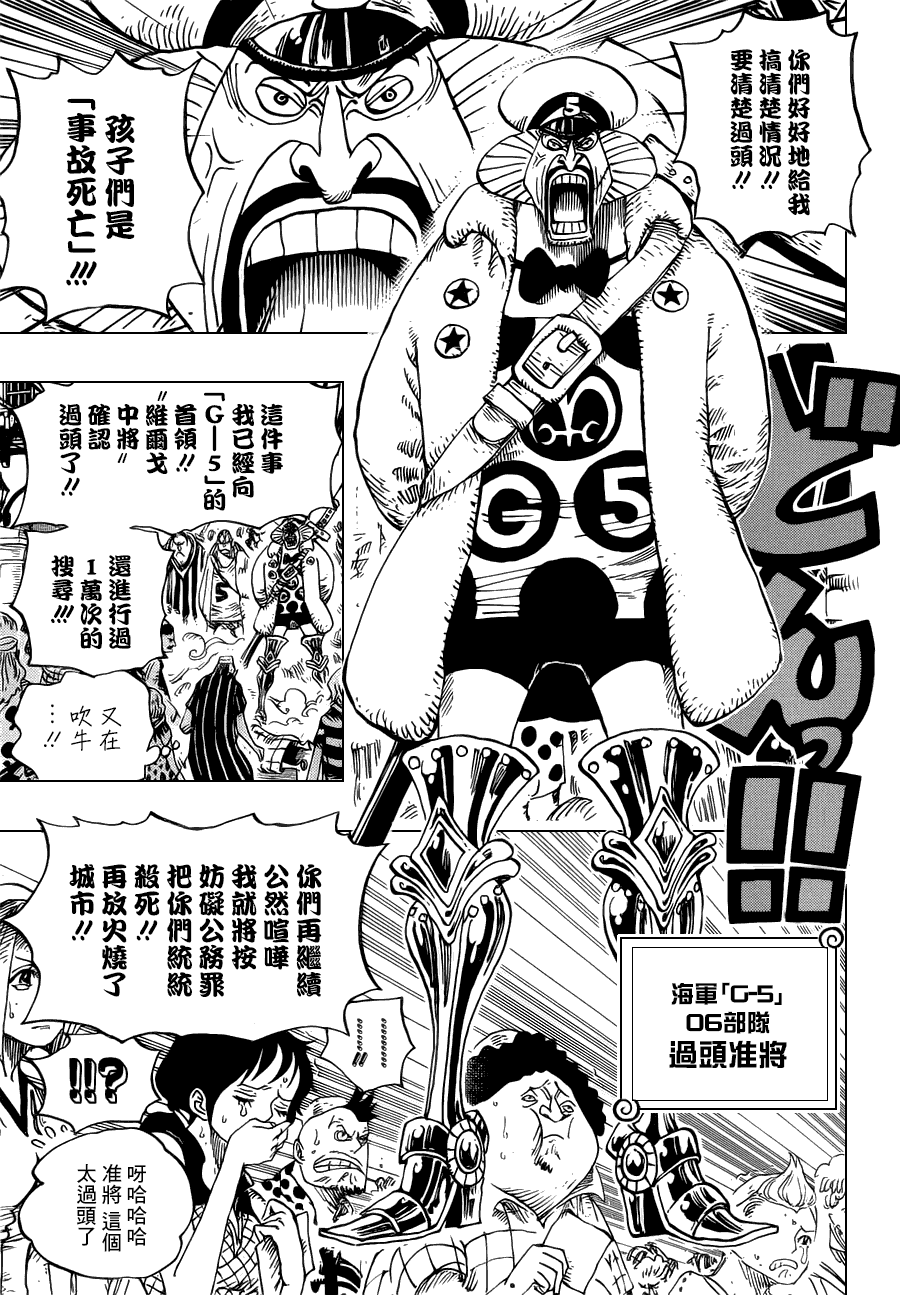 你們好好地給我
搞清楚情況!!
要清楚過頭!!
孩子們是
「事故死亡」!!!
5
G 5
這件事
我已經向
「G—5」的
首領!!
“維爾戈
中將”
確認
過頭了!!
還進行過
1萬次的
搜尋!!!
5
又在
吹牛
…!!
你們再繼續
公然喧嘩
我就將按
妨礙公務罪
把你們統統
殺死!!
再放火燒了
城市!!
海軍「G-5」
06部隊
過頭准將
…………
!!?
呀哈哈哈
准將 這個
太過頭了